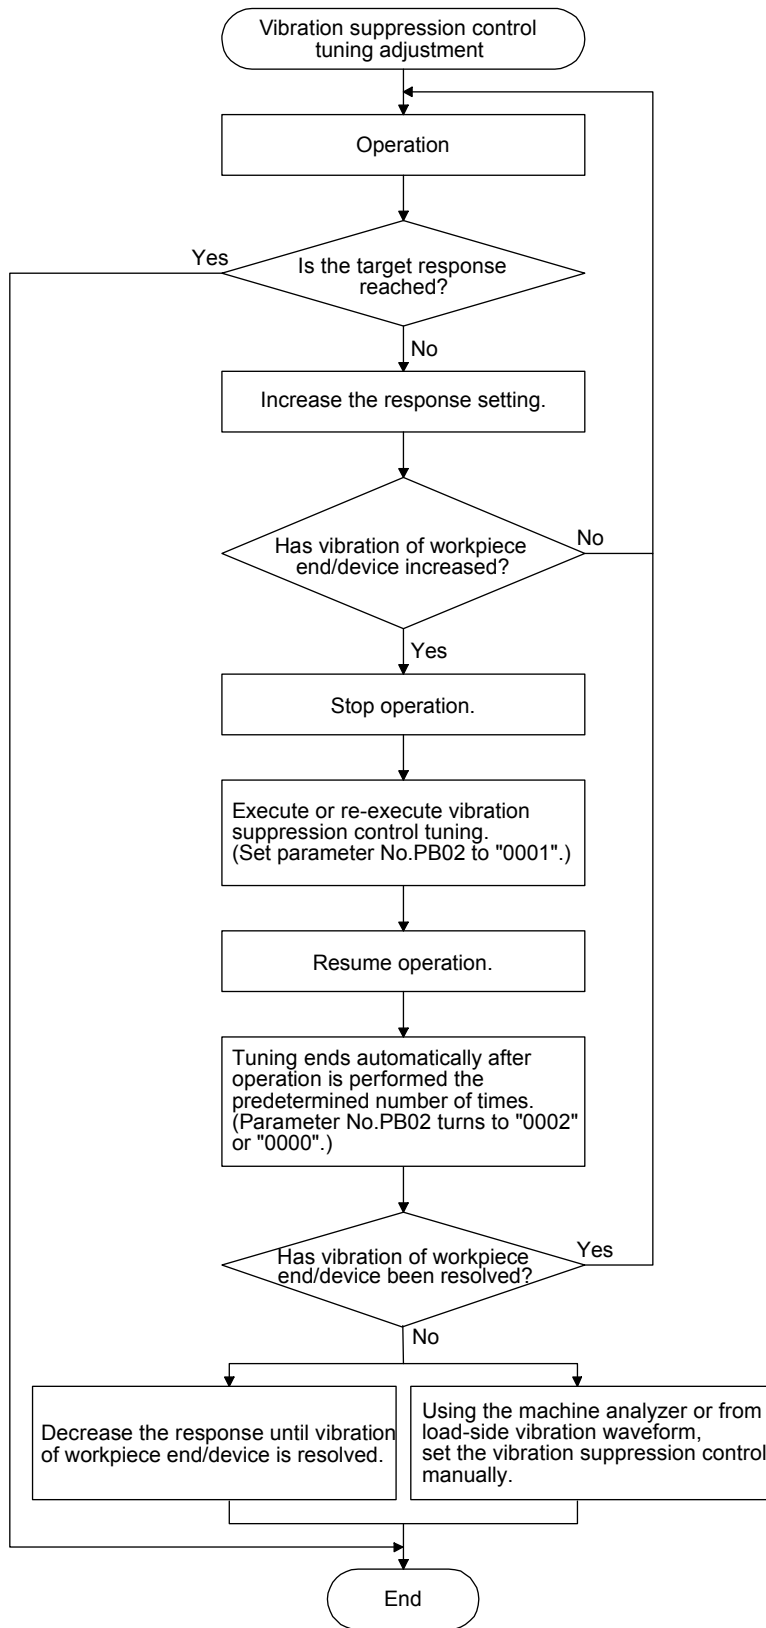 Vibration suppression control
tuning adjustment
Operation
Yes
Is the target response
reached?
No
Increase the response setting.
Has vibration of workpiece
end/device increased?
No
Yes
Stop operation.
Execute or re-execute vibration
suppression control tuning.
(Set parameter No.PB02 to "0001".)
Resume operation.
Tuning ends automatically after
operation is performed the
predetermined number of times.
(Parameter No.PB02 turns to "0002"
or "0000".)
Has vibration of workpiece
end/device been resolved?
Yes
No
Decrease the response until vibration
of workpiece end/device is resolved.
Using the machine analyzer or from
load-side vibration waveform,
set the vibration suppression control
manually.
End